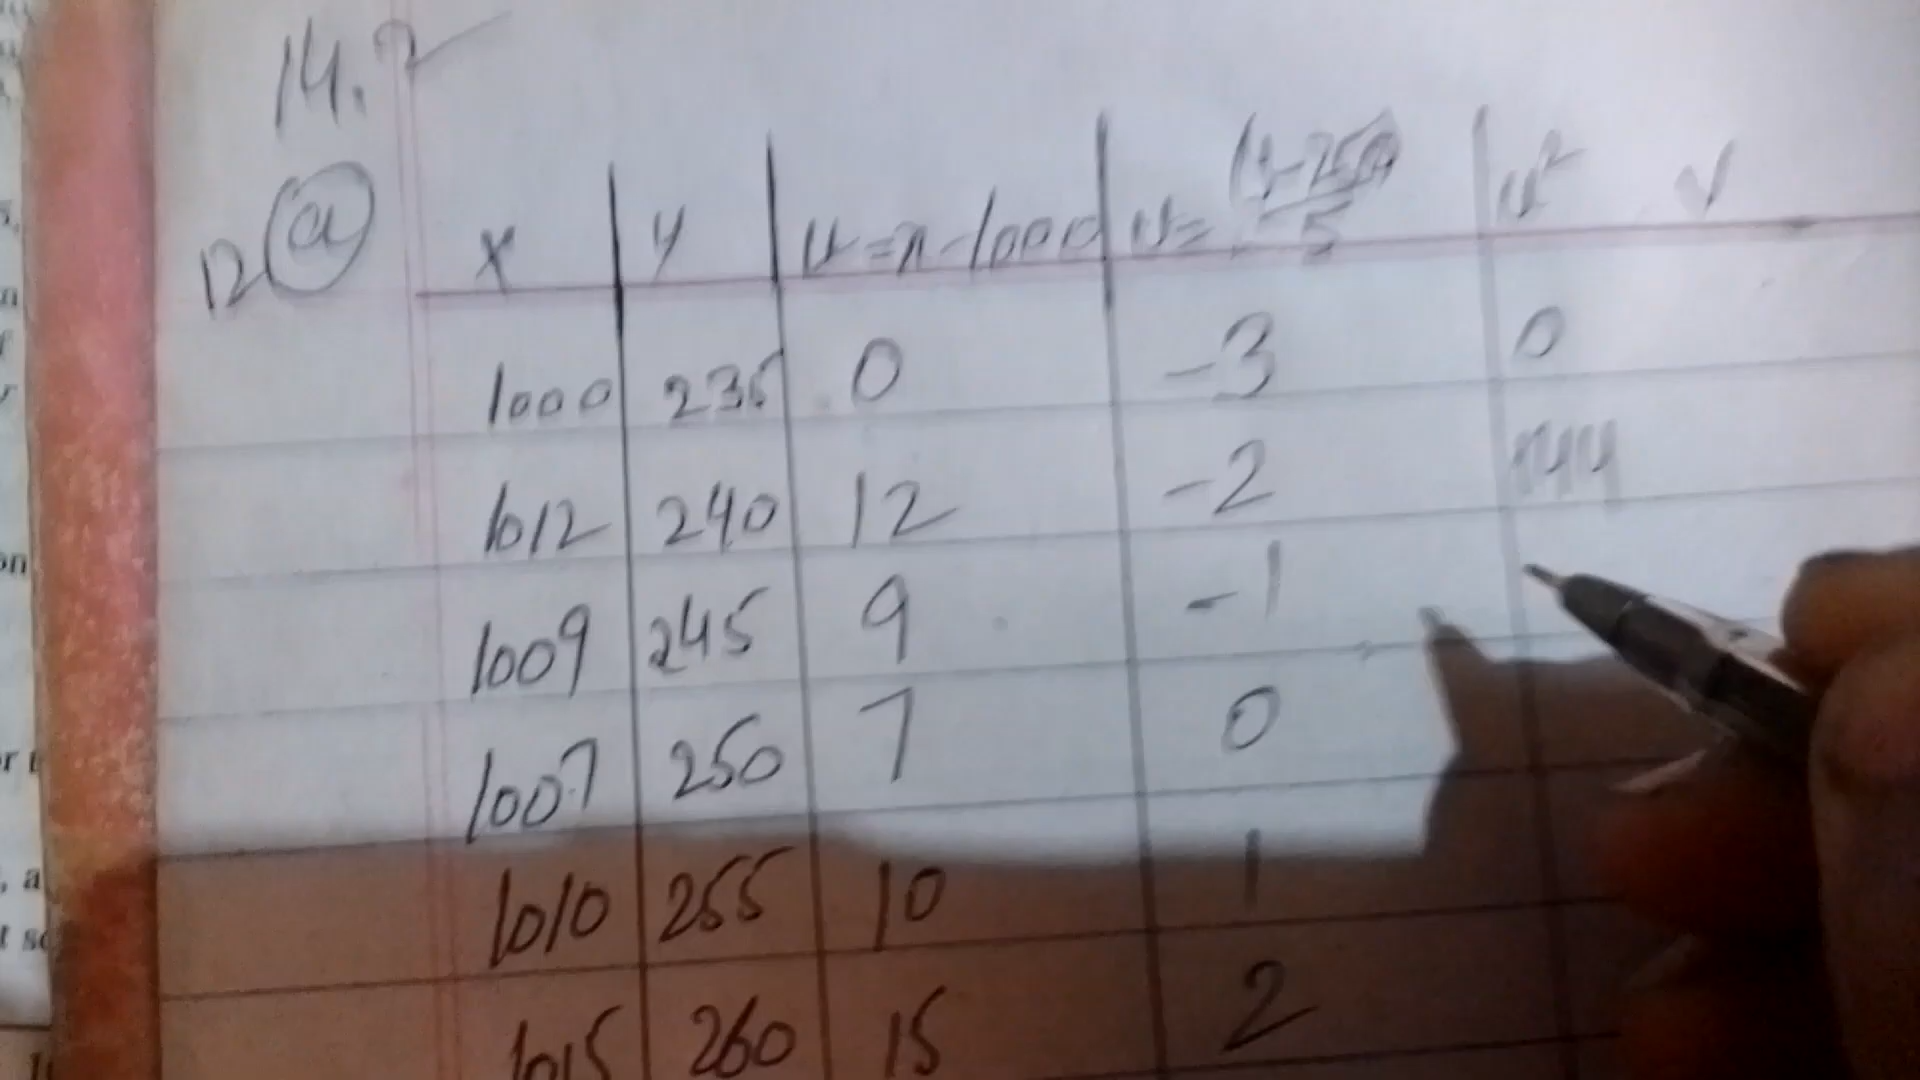 14.
12 (a) x y u = x - 1000 v = (y-250)/5 u²
1000 235 0 -3 0
1012 240 12 -2 144
1009 245 9 -1
1007 250 7 0
1010 255 10 1
1015 260 15 2